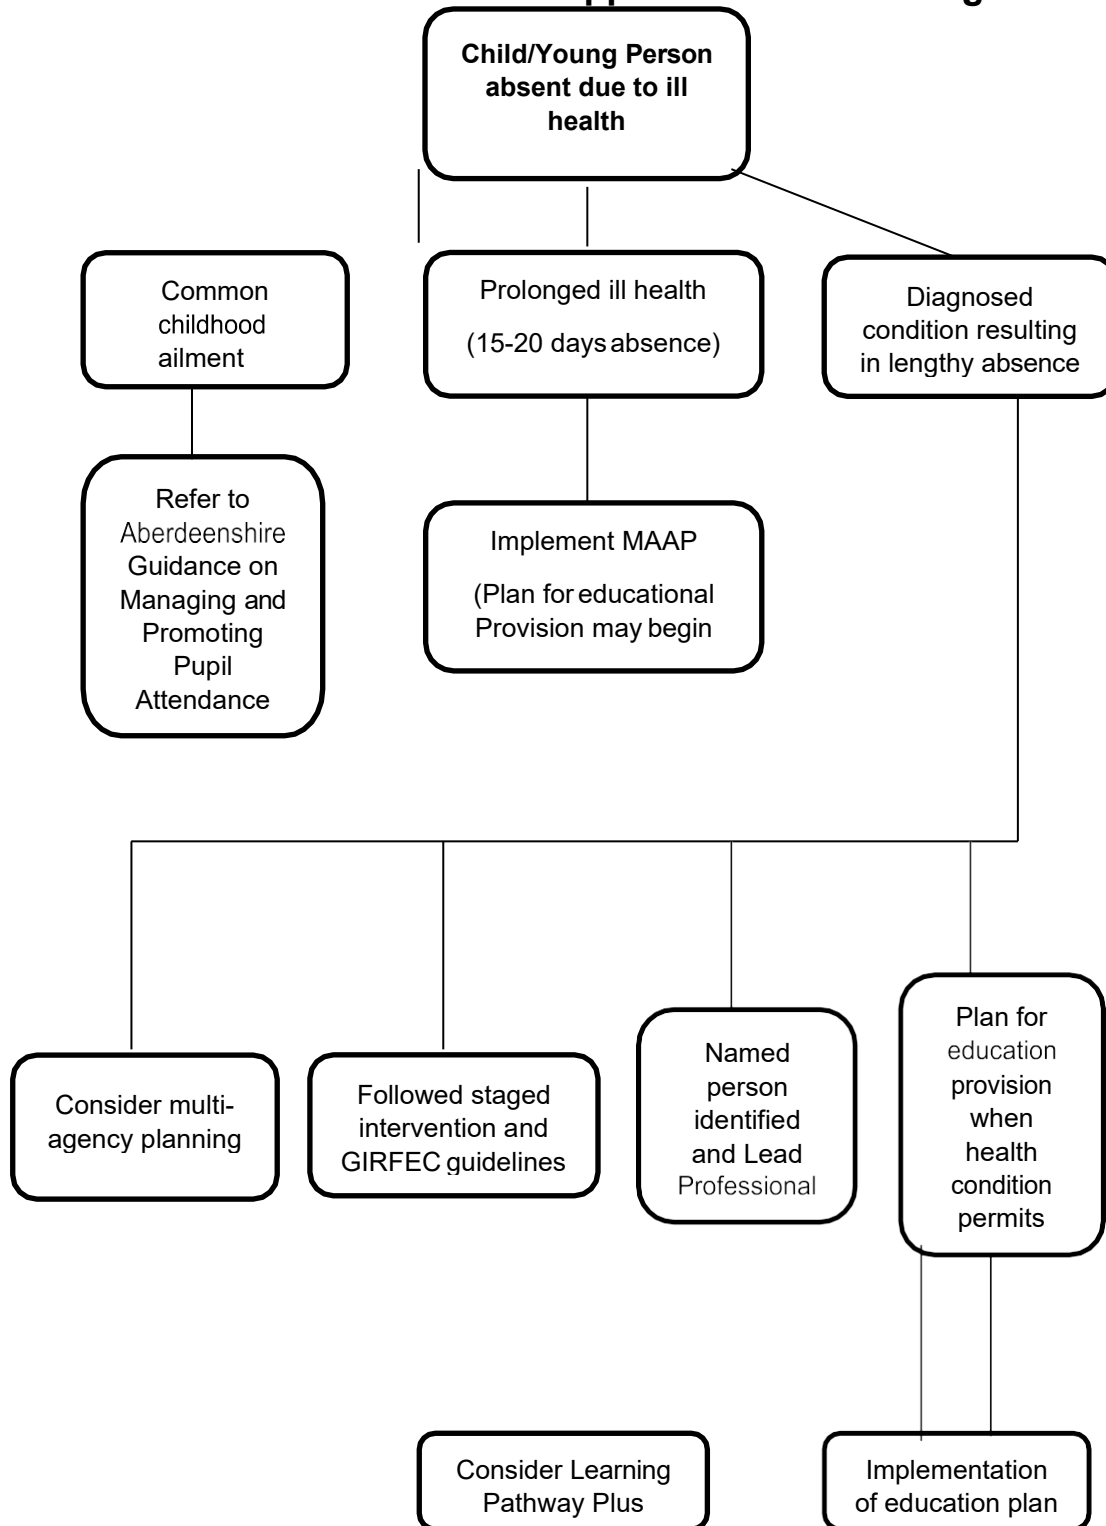 Child/Young Person
absent due to ill
health
Common
childhood
ailment
Prolonged ill health
(15-20 days absence)
Diagnosed
condition resulting
in lengthy absence
Refer to
Aberdeenshire
Guidance on
Managing and
Promoting
Pupil
Attendance
Implement MAAP
(Plan for educational
Provision may begin
Consider multi-
agency planning
Followed staged
intervention and
GIRFEC guidelines
Named
person
identified
and Lead
Professional
Plan for
education
provision
when
health
condition
permits
Consider Learning
Pathway Plus
Implementation
of education plan